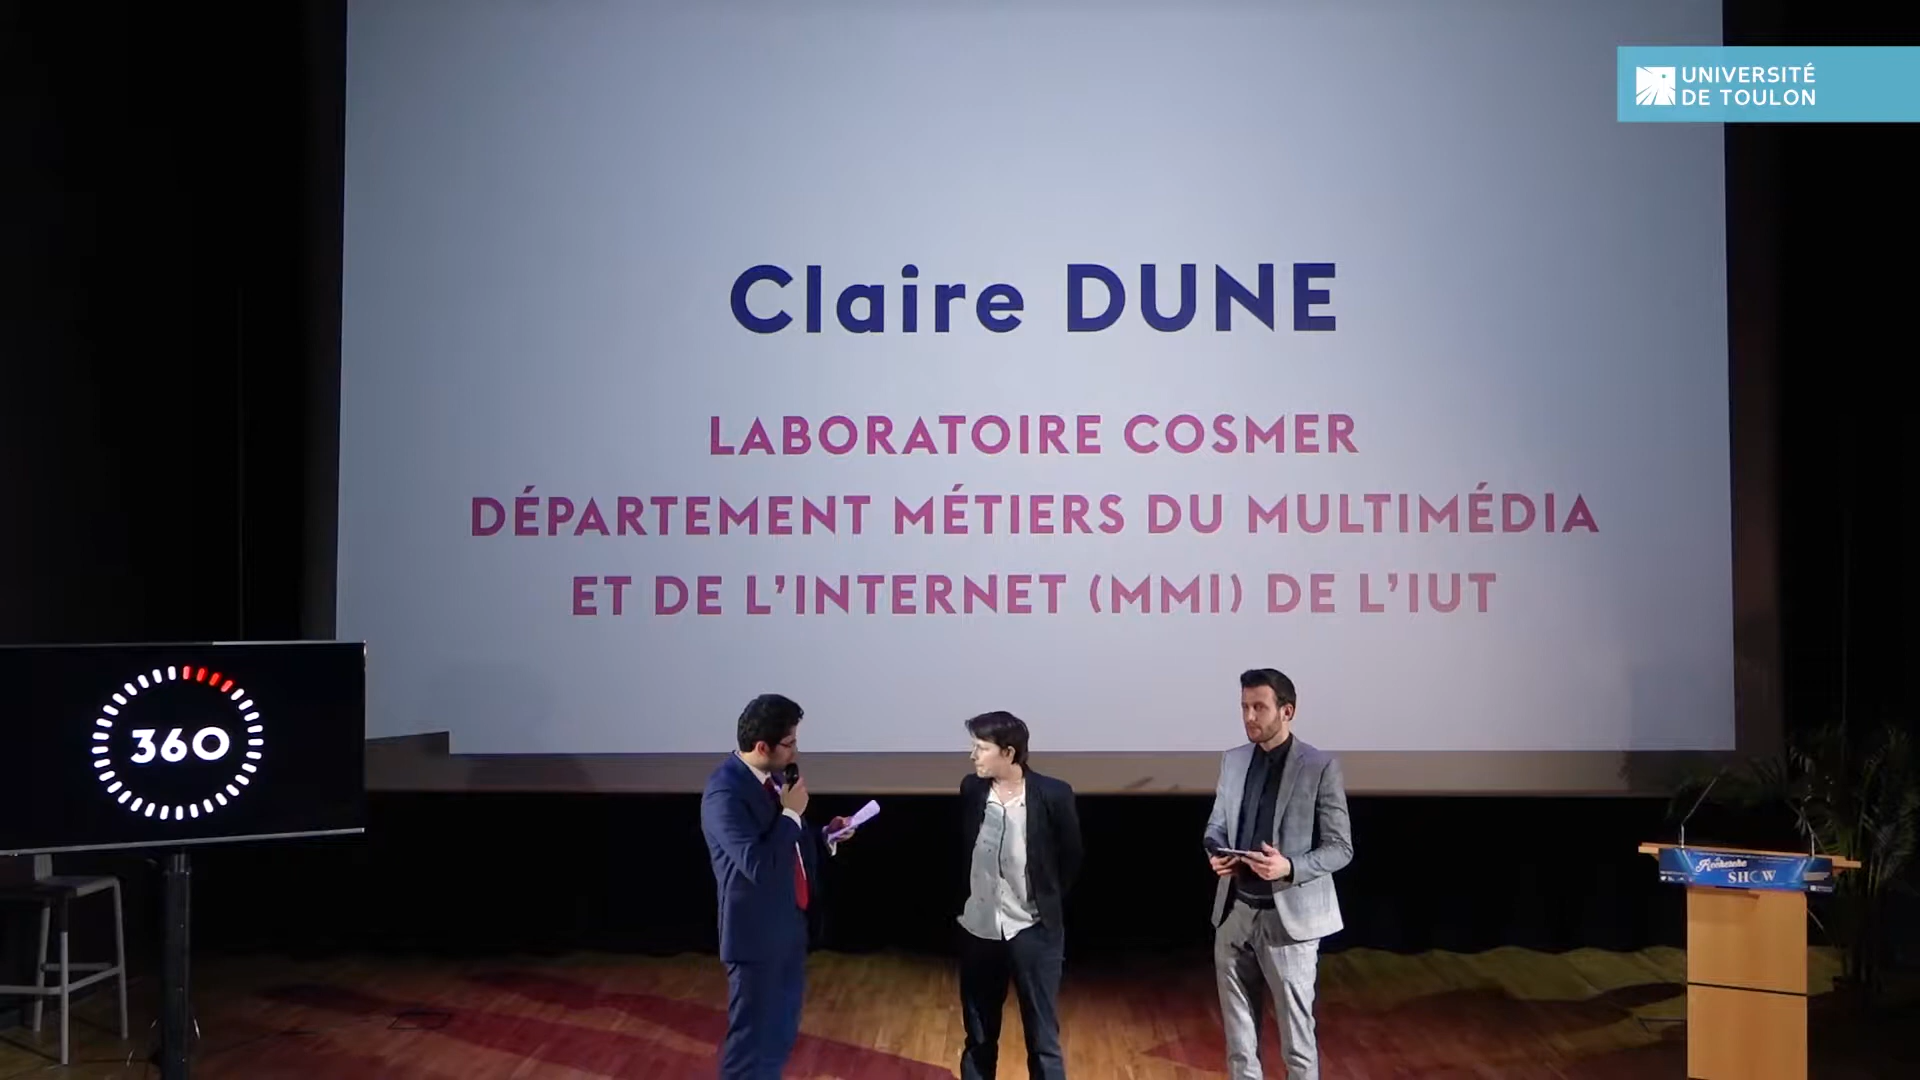 UNIVERSITÉ
DE TOULON
Claire DUNE
LABORATOIRE COSMER
DÉPARTEMENT MÉTIERS DU MULTIMÉDIA
ET DE L'INTERNET (MMI) DE L'IUT
360
Recherche
SHOW